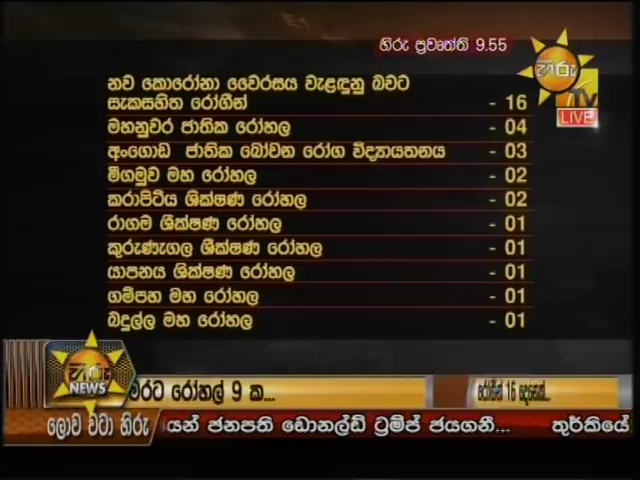 හිරු ප්‍රවෘත්ති 9.55
හිරු
TV
LIVE
නව කොරෝනා වෛරසය වැළඳුනු බවට
සැකසහිත රෝගීන් - 16
මහනුවර ජාතික රෝහල - 04
අංගොඩ ජාතික බෝවන රෝග විද්‍යායතනය - 03
මීගමුව මහ රෝහල - 02
කරාපිටිය ශික්ෂණ රෝහල - 02
රාගම ශික්ෂණ රෝහල - 01
කුරුණෑගල ශික්ෂණ රෝහල - 01
යාපනය ශික්ෂණ රෝහල - 01
ගම්පහ මහ රෝහල - 01
බදුල්ල මහ රෝහල - 01
හිරු
NEWS
රෝහල් 9 ක... රෝගීන් 16 දෙනෙක්..
ලොව වටා හිරු යන් ජනපති ඩොනල්ඩ් ට්‍රම්ප් ජයගනී... තුර්කියේ